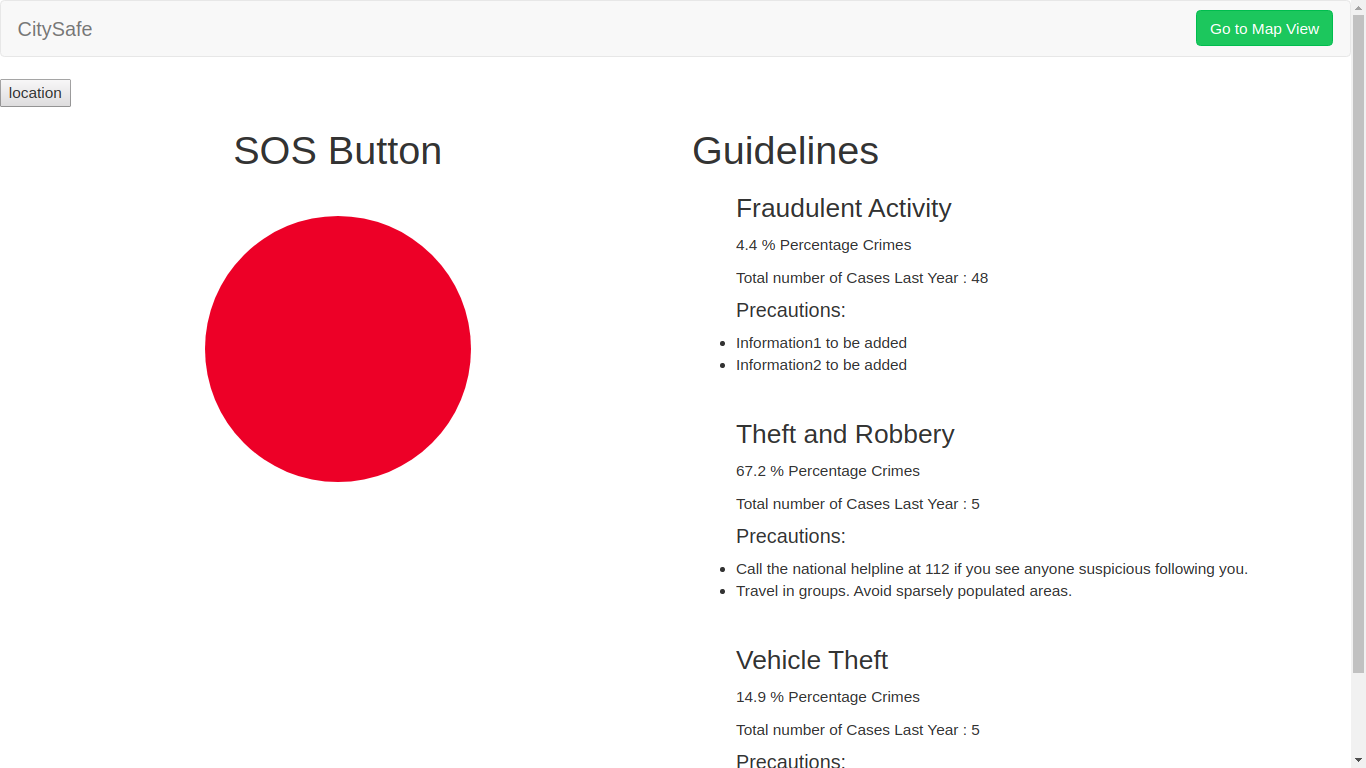 CitySafe
Go to Map View
location
SOS Button
Guidelines
Fraudulent Activity
4.4 % Percentage Crimes
Total number of Cases Last Year : 48
Precautions:
Information1 to be added
Information2 to be added
Theft and Robbery
67.2 % Percentage Crimes
Total number of Cases Last Year : 5
Precautions:
Call the national helpline at 112 if you see anyone suspicious following you.
Travel in groups. Avoid sparsely populated areas.
Vehicle Theft
14.9 % Percentage Crimes
Total number of Cases Last Year : 5
Precautions: